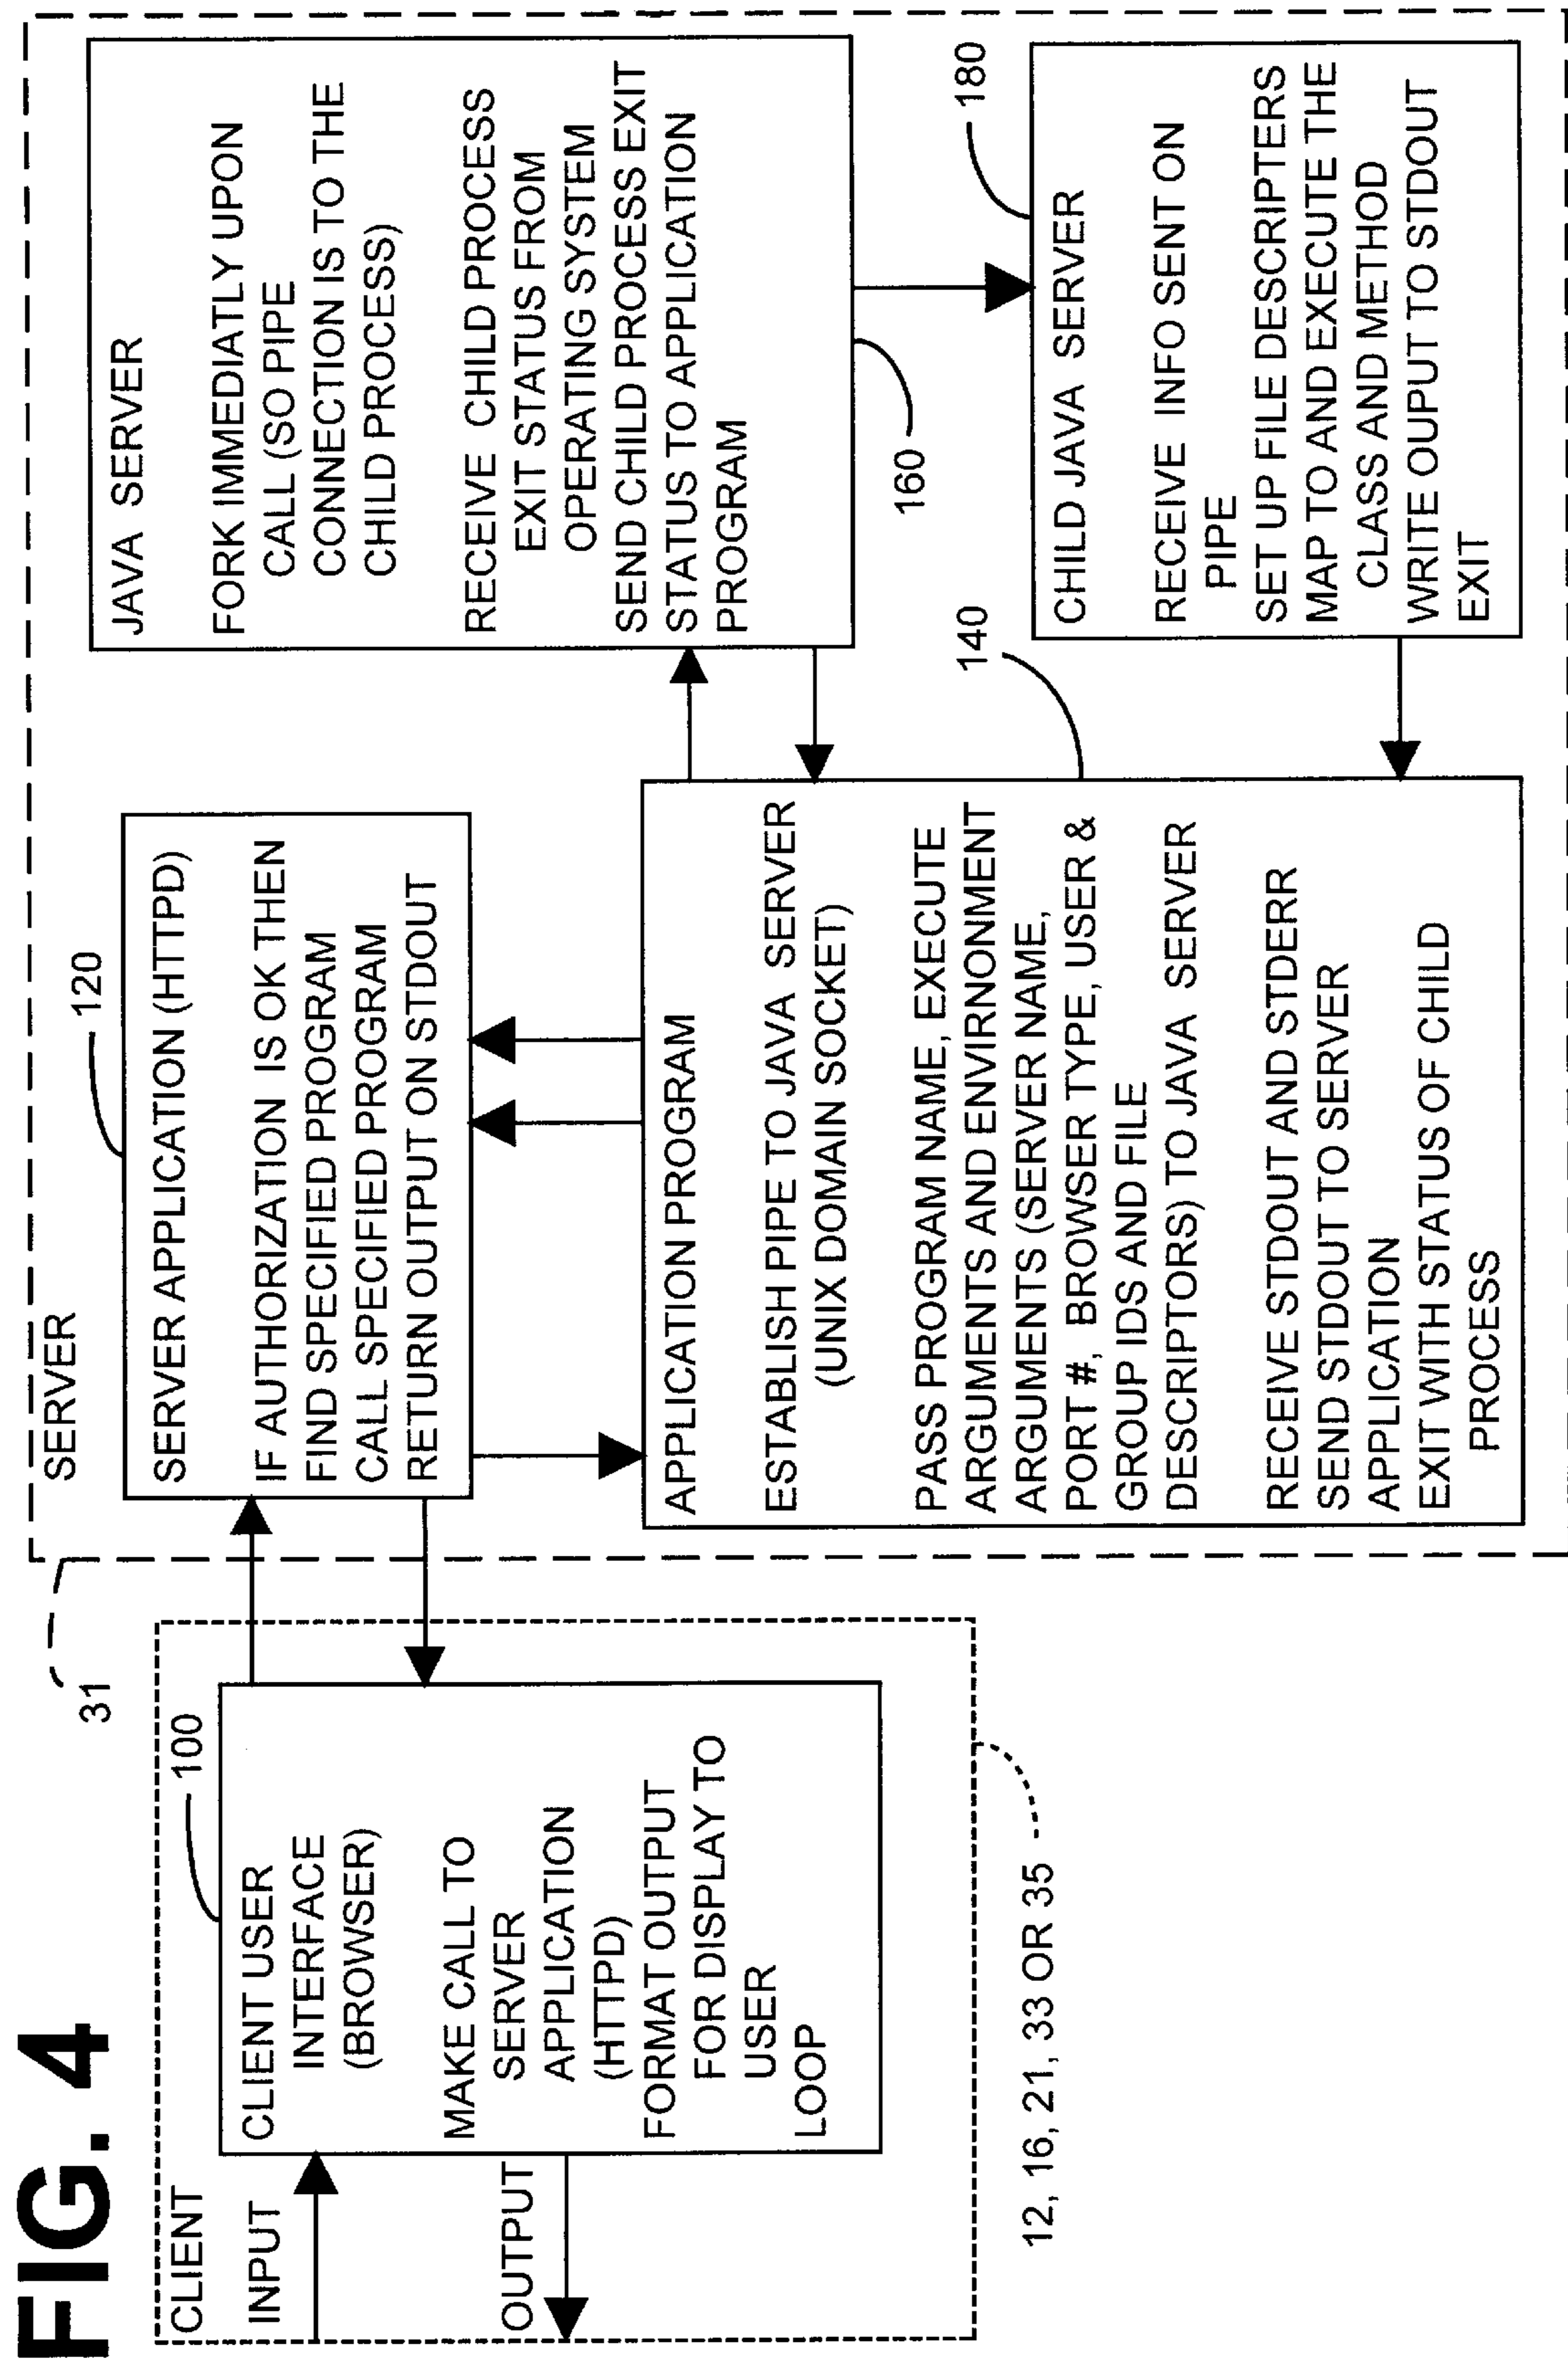 FIG. 4
CLIENT
INPUT
OUTPUT
100
CLIENT USER
INTERFACE
(BROWSER)
MAKE CALL TO
SERVER
APPLICATION
(HTTPD)
FORMAT OUTPUT
FOR DISPLAY TO
USER
LOOP
12, 16, 21, 33 OR 35
31
SERVER
120
SERVER APPLICATION (HTTPD)
IF AUTHORIZATION IS OK THEN
FIND SPECIFIED PROGRAM
CALL SPECIFIED PROGRAM
RETURN OUTPUT ON STDOUT
APPLICATION PROGRAM
ESTABLISH PIPE TO JAVA SERVER
(UNIX DOMAIN SOCKET)
PASS PROGRAM NAME, EXECUTE
ARGUMENTS AND ENVIRNONMENT
ARGUMENTS (SERVER NAME,
PORT #, BROWSER TYPE, USER &
GROUP IDS AND FILE
DESCRIPTORS) TO JAVA SERVER
RECEIVE STDOUT AND STDERR
SEND STDOUT TO SERVER
APPLICATION
EXIT WITH STATUS OF CHILD
PROCESS
140
JAVA SERVER
FORK IMMEDIATLY UPON
CALL (SO PIPE
CONNECTION IS TO THE
CHILD PROCESS)
RECEIVE CHILD PROCESS
EXIT STATUS FROM
OPERATING SYSTEM
SEND CHILD PROCESS EXIT
STATUS TO APPLICATION
PROGRAM
160
180
CHILD JAVA SERVER
RECEIVE INFO SENT ON
PIPE
SET UP FILE DESCRIPTERS
MAP TO AND EXECUTE THE
CLASS AND METHOD
WRITE OUPUT TO STDOUT
EXIT